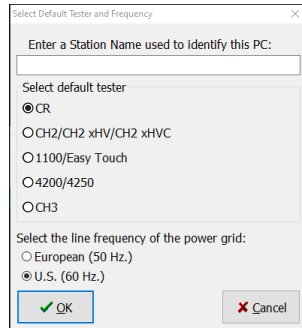 Select Default Tester and Frequency
Enter a Station Name used to identify this PC:
Select default tester
CR
CH2/CH2 xHV/CH2 xHVC
1100/Easy Touch
4200/4250
CH3
Select the line frequency of the power grid:
European (50 Hz.)
U.S. (60 Hz.)
OK
Cancel